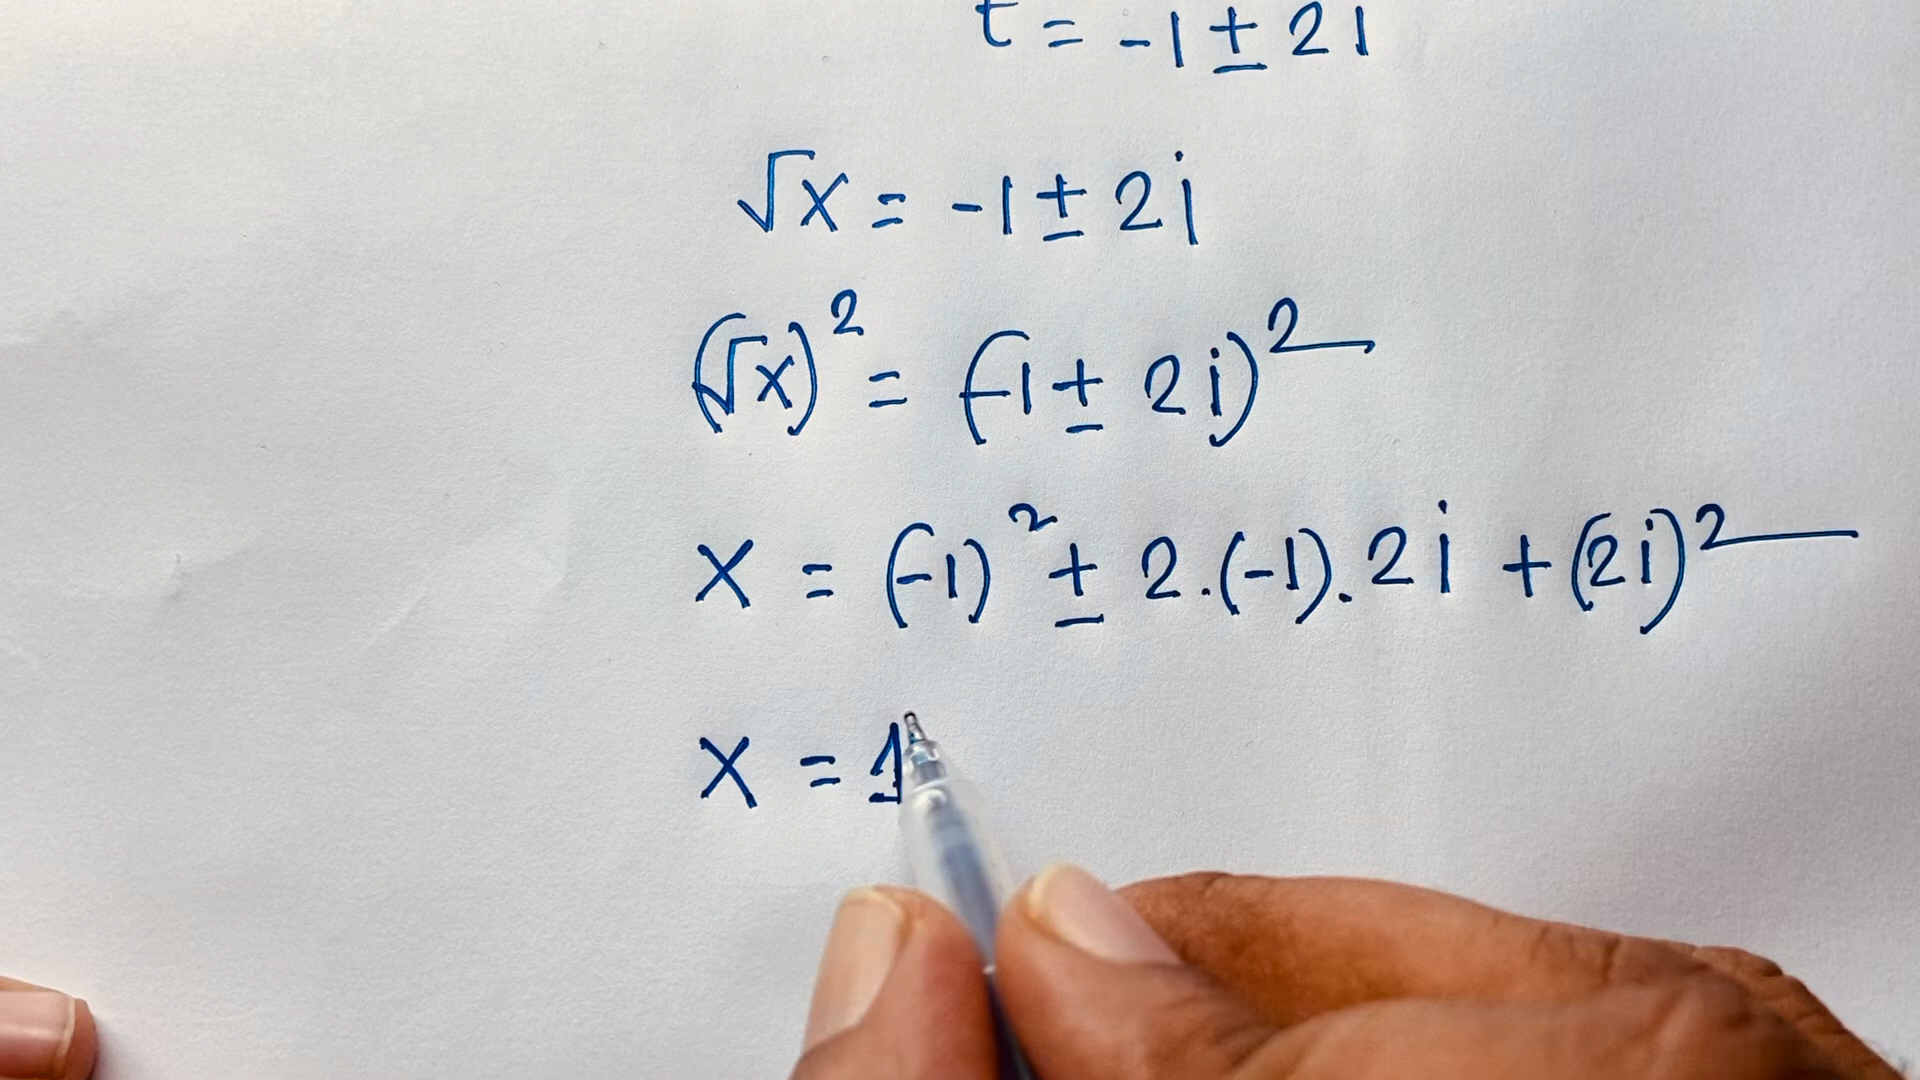 t = -1 ± 2i
√x = -1 ± 2i
(√x)² = (-1 ± 2i)²
x = (-1)² ± 2.(-1).2i + (2i)²
x = 1